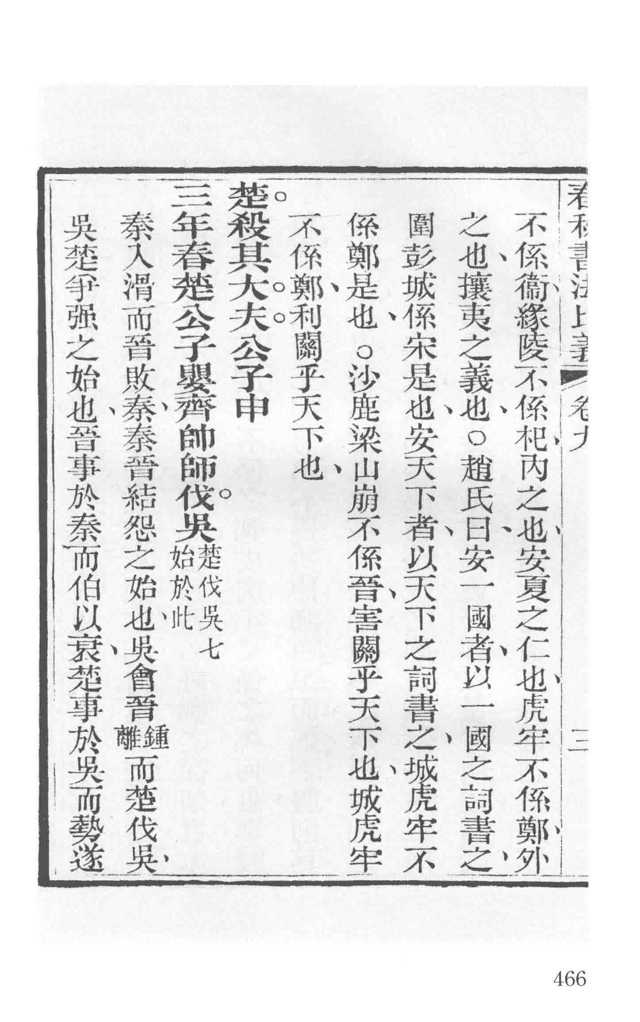 春秋書法比義 卷九 三
不係衞緣陵不係杞內之也安夏之仁也虎牢不係鄭外
之也攘夷之義也○趙氏曰安一國者以一國之詞書之
圍彭城係宋是也安天下者以天下之詞書之城虎牢不
係鄭是也○沙鹿梁山崩不係晉害關乎天下也城虎牢
不係鄭利關乎天下也
楚殺其大夫公子申
三年春楚公子嬰齊帥師伐吳楚伐吳七始於此
秦入滑而晉敗秦秦晉結怨之始也吳會晉鍾離而楚伐吳
吳楚爭强之始也晉事於秦而伯以衰楚事於吳而勢遂
466